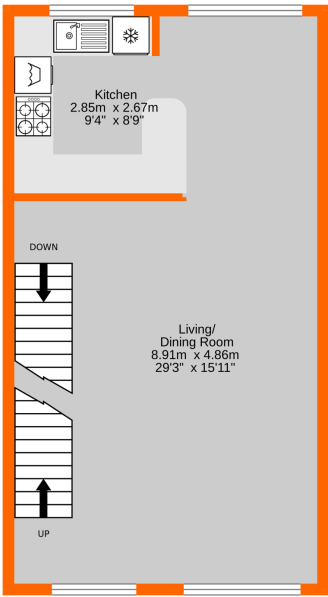 Kitchen
2.85m x 2.67m
9'4" x 8'9"
DOWN
Living/
Dining Room
8.91m x 4.86m
29'3" x 15'11"
UP